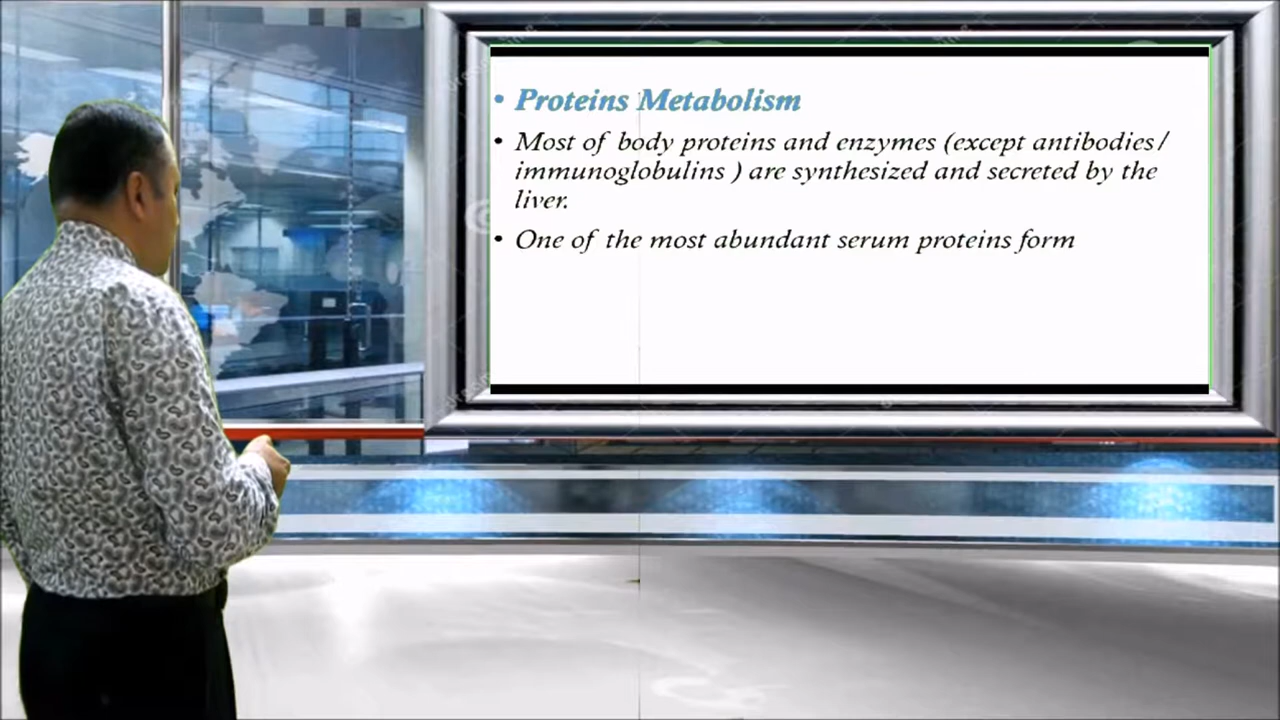 • Proteins Metabolism
• Most of body proteins and enzymes (except antibodies/
immunoglobulins ) are synthesized and secreted by the
liver.
• One of the most abundant serum proteins form